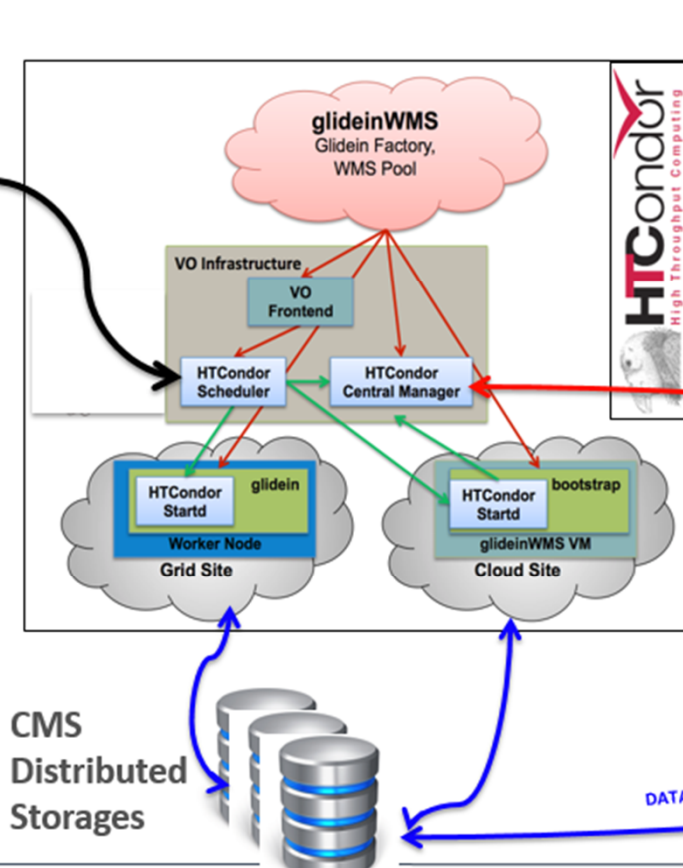 glideinWMS
Glidein Factory,
WMS Pool
HTCondor
High Throughput Computing
VO Infrastructure
VO
Frontend
HTCondor
Scheduler
HTCondor
Central Manager
HTCondor
Startd
glidein
Worker Node
Grid Site
HTCondor
Startd
bootstrap
glideinWMS VM
Cloud Site
CMS
Distributed
Storages
DATA